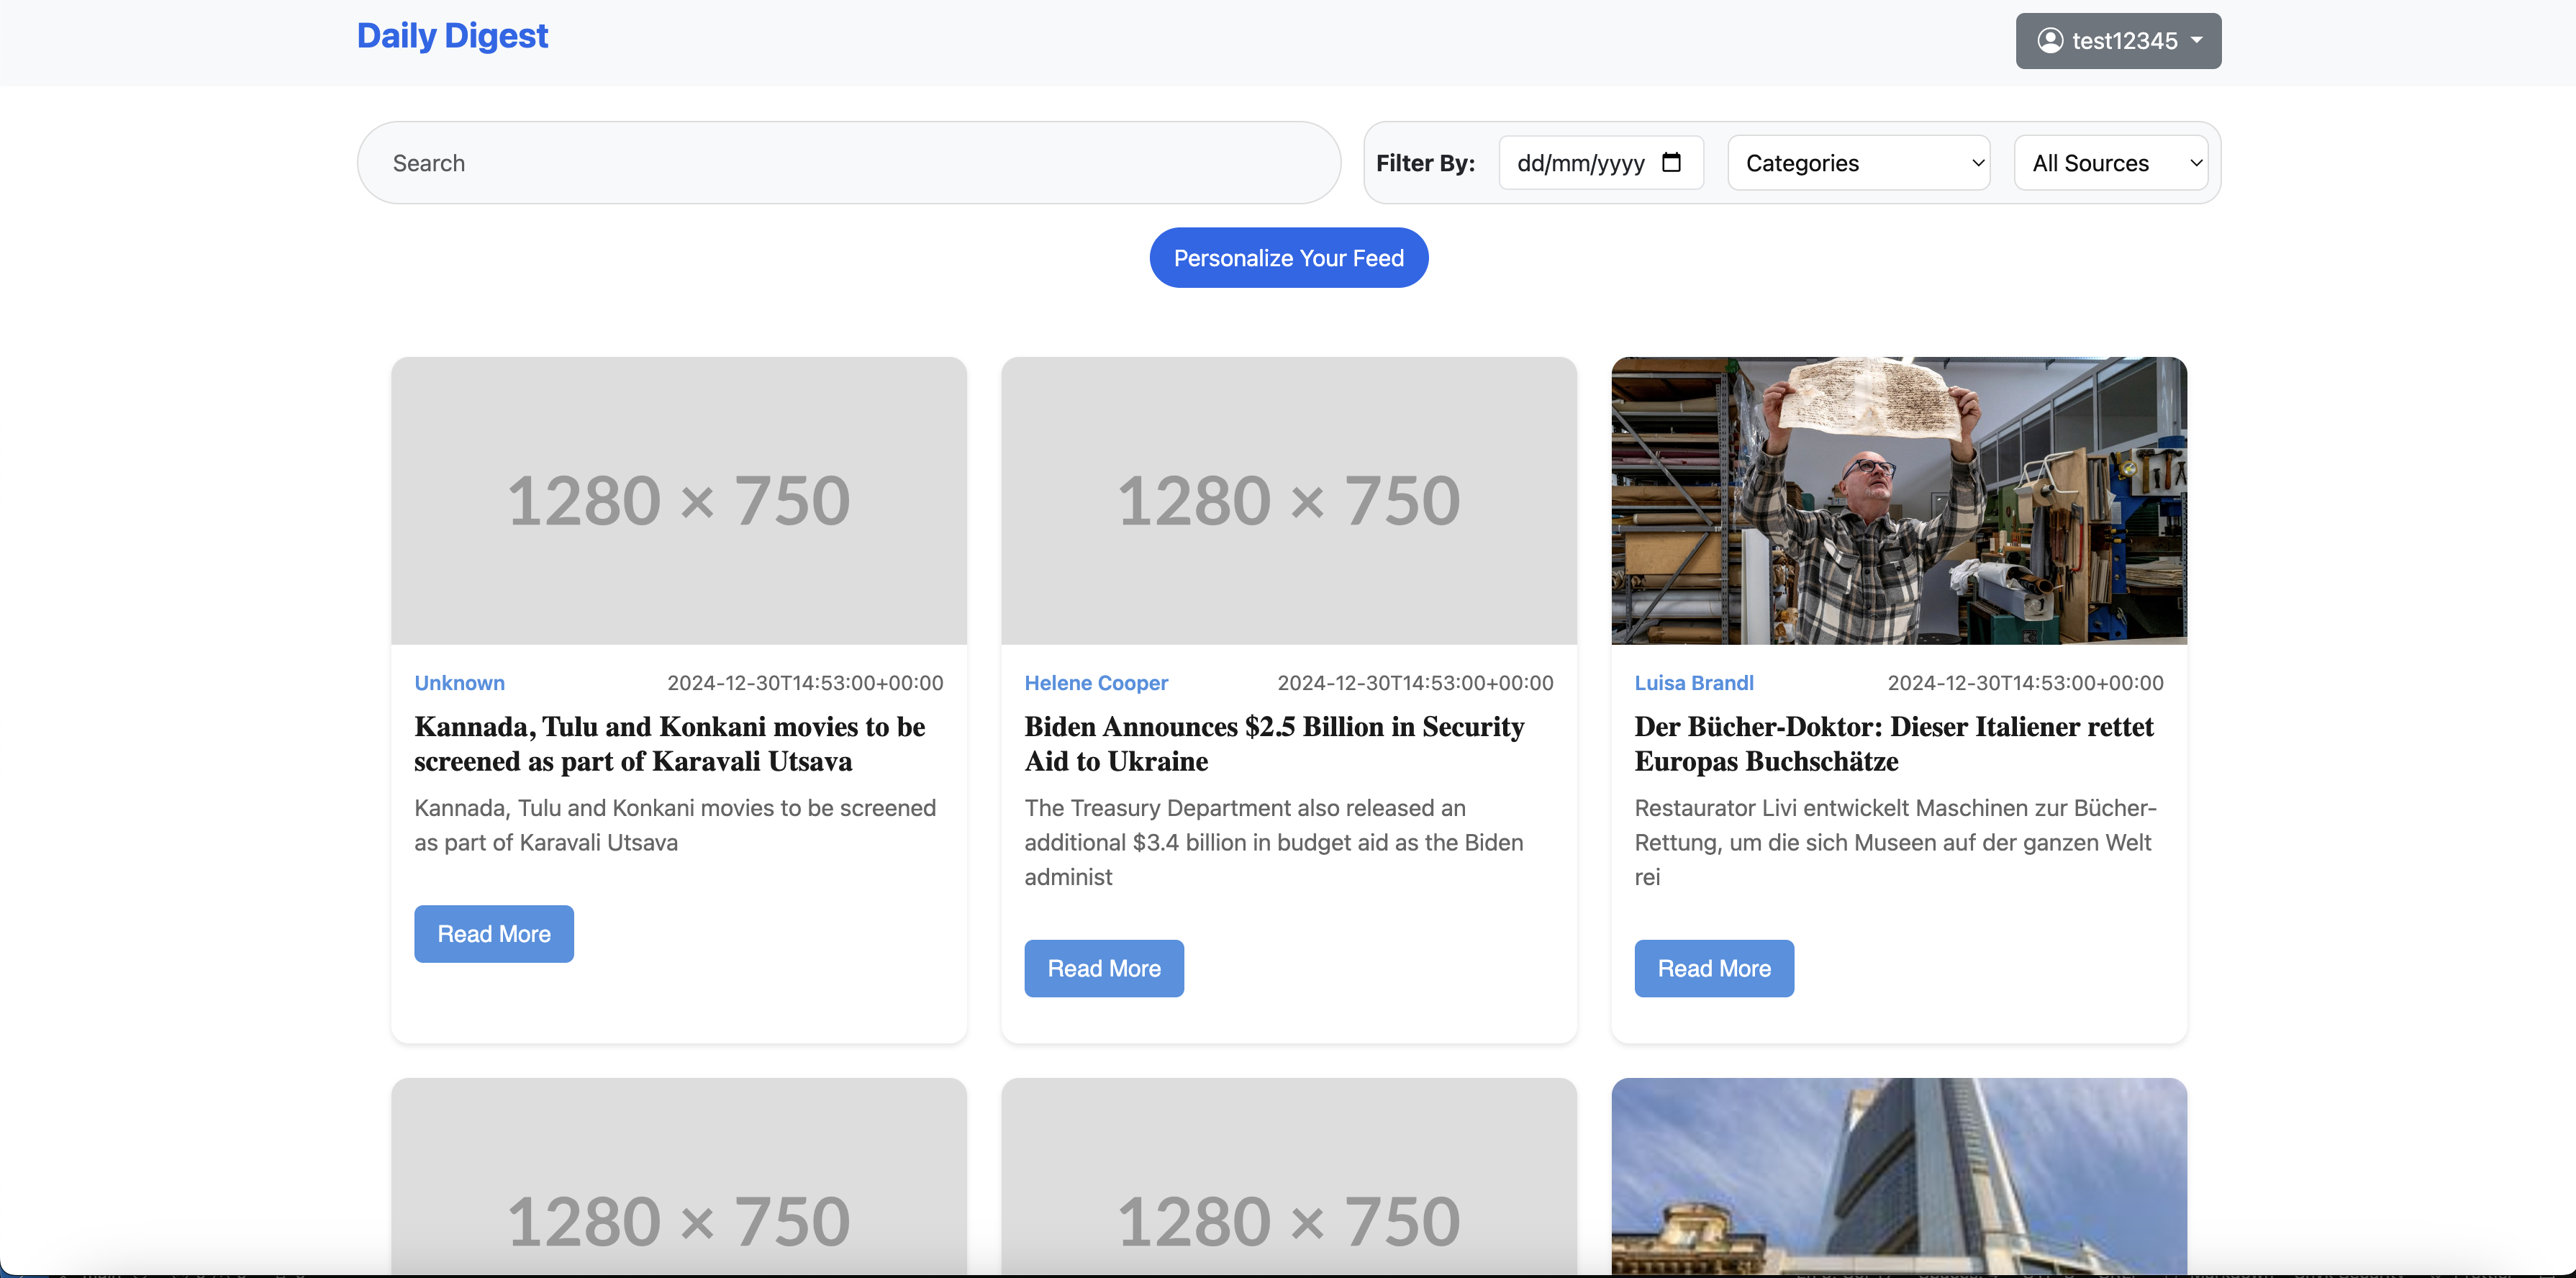 Daily Digest
test12345
Search
Filter By:
dd/mm/yyyy
Categories
All Sources
Personalize Your Feed
1280 × 750
Unknown
2024-12-30T14:53:00+00:00
Kannada, Tulu and Konkani movies to be
screened as part of Karavali Utsava
Kannada, Tulu and Konkani movies to be screened
as part of Karavali Utsava
Read More
1280 × 750
Helene Cooper
2024-12-30T14:53:00+00:00
Biden Announces $2.5 Billion in Security
Aid to Ukraine
The Treasury Department also released an
additional $3.4 billion in budget aid as the Biden
administ
Read More
Luisa Brandl
2024-12-30T14:53:00+00:00
Der Bücher-Doktor: Dieser Italiener rettet
Europas Buchschätze
Restaurator Livi entwickelt Maschinen zur Bücher-
Rettung, um die sich Museen auf der ganzen Welt
rei
Read More
1280 × 750
1280 × 750